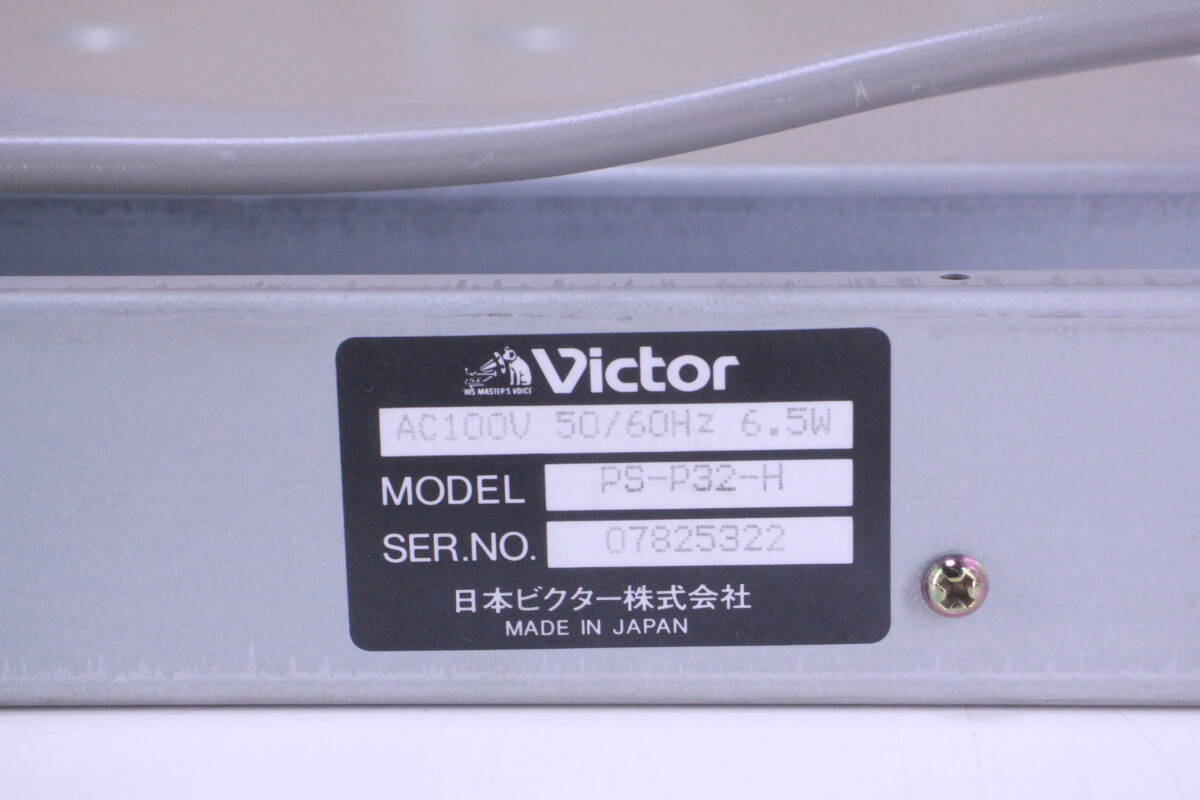 Victor
HIS MASTER'S VOICE
AC100V 50/60Hz 6.5W
MODEL PS-P32-H
SER.NO. 07825322
日本ビクター株式会社
MADE IN JAPAN